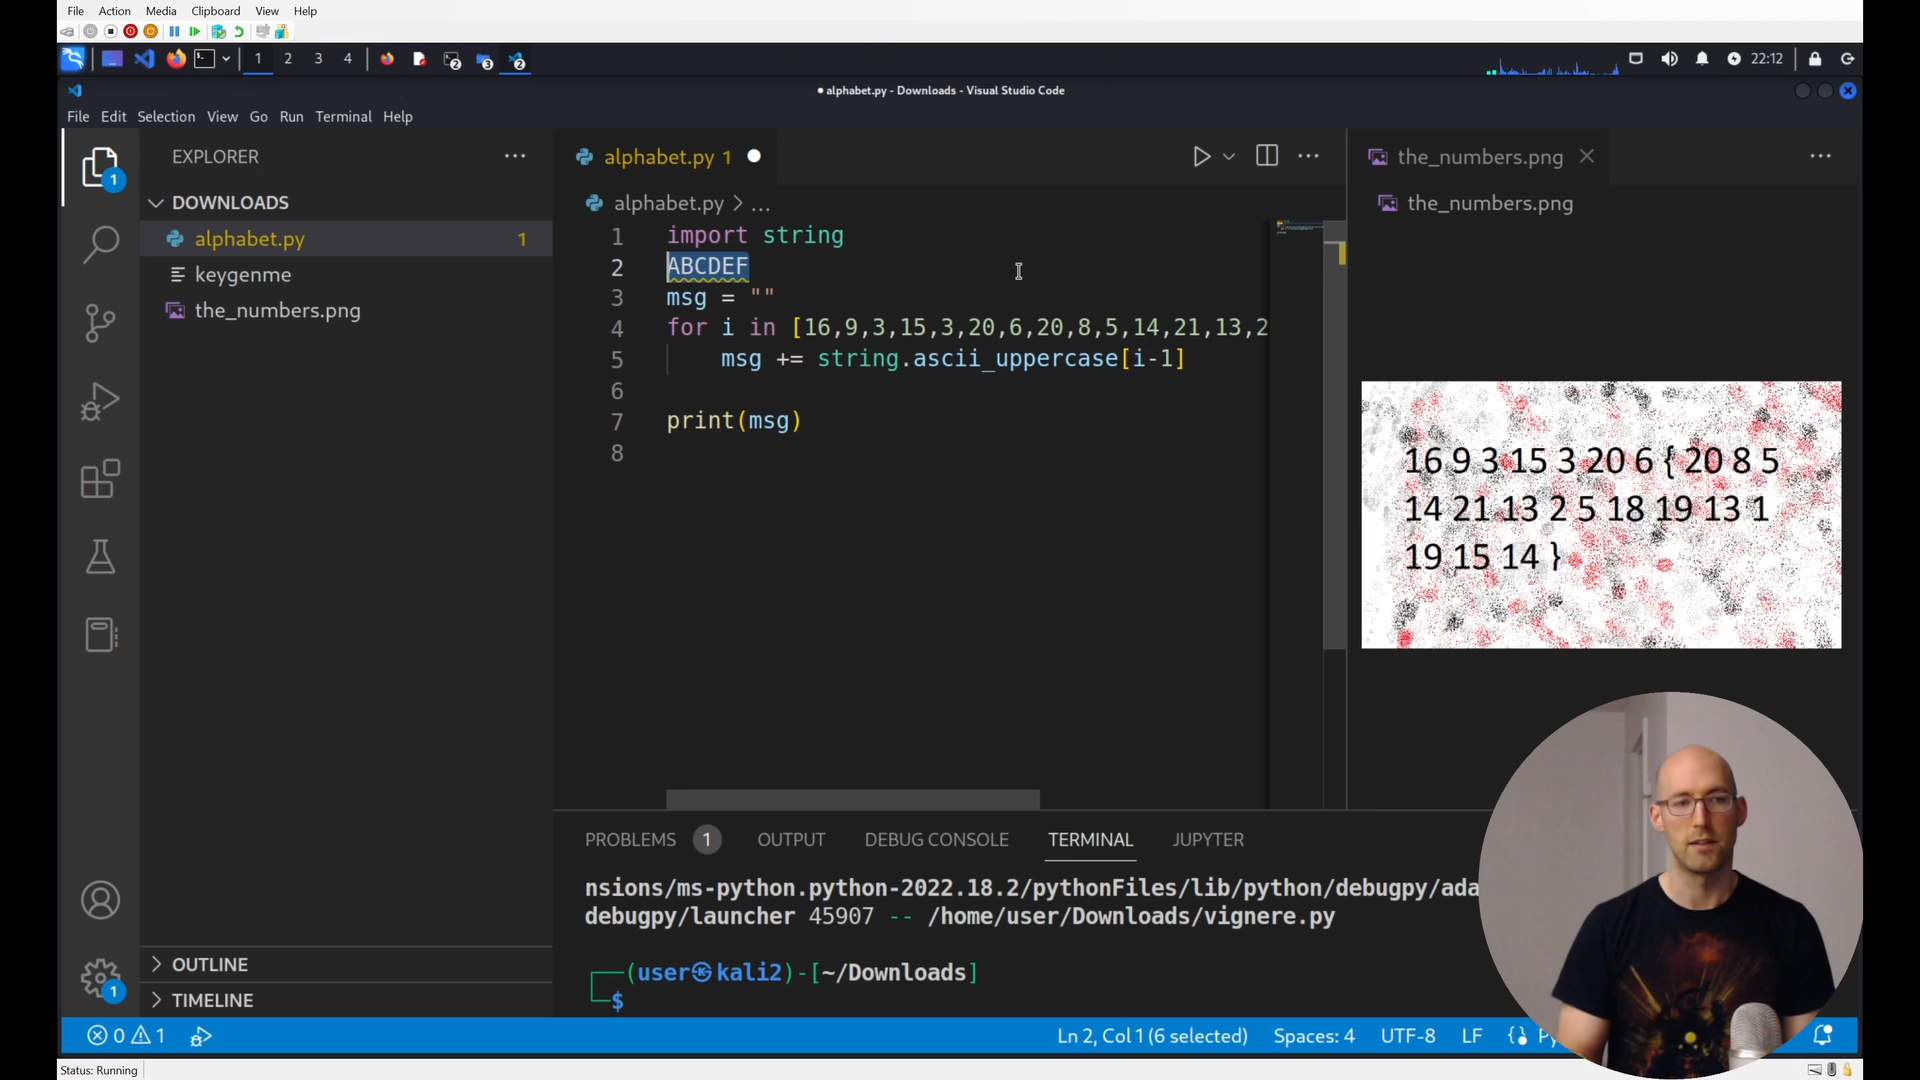 File Action Media Clipboard View Help
1 2 3 4
22:12
alphabet.py - Downloads - Visual Studio Code
File Edit Selection View Go Run Terminal Help
EXPLORER
DOWNLOADS
alphabet.py 1
keygenme
the_numbers.png
OUTLINE
TIMELINE
1
1
alphabet.py 1
alphabet.py > ...
1 import string
2 ABCDEF
3 msg = ""
4 for i in [16,9,3,15,3,20,6,20,8,5,14,21,13,2
5 msg += string.ascii_uppercase[i-1]
6
7 print(msg)
8
the_numbers.png
the_numbers.png
16 9 3 15 3 20 6 { 20 8 5
14 21 13 2 5 18 19 13 1
19 15 14 }
PROBLEMS 1 OUTPUT DEBUG CONSOLE TERMINAL JUPYTER
nsions/ms-python.python-2022.18.2/pythonFiles/lib/python/debugpy/ada
debugpy/launcher 45907 -- /home/user/Downloads/vignere.py
(user㉿kali2)-[~/Downloads]
$
0 1 Ln 2, Col 1 (6 selected) Spaces: 4 UTF-8 LF
Status: Running